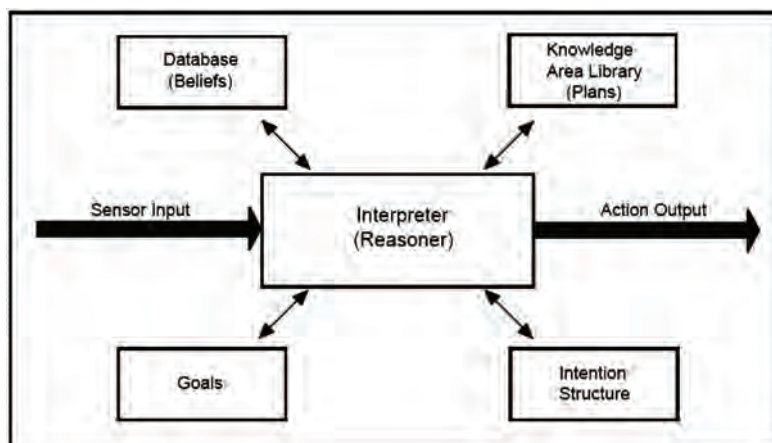 Database
(Beliefs)
Knowledge
Area Library
(Plans)
Sensor Input
Interpreter
(Reasoner)
Action Output
Goals
Intention
Structure